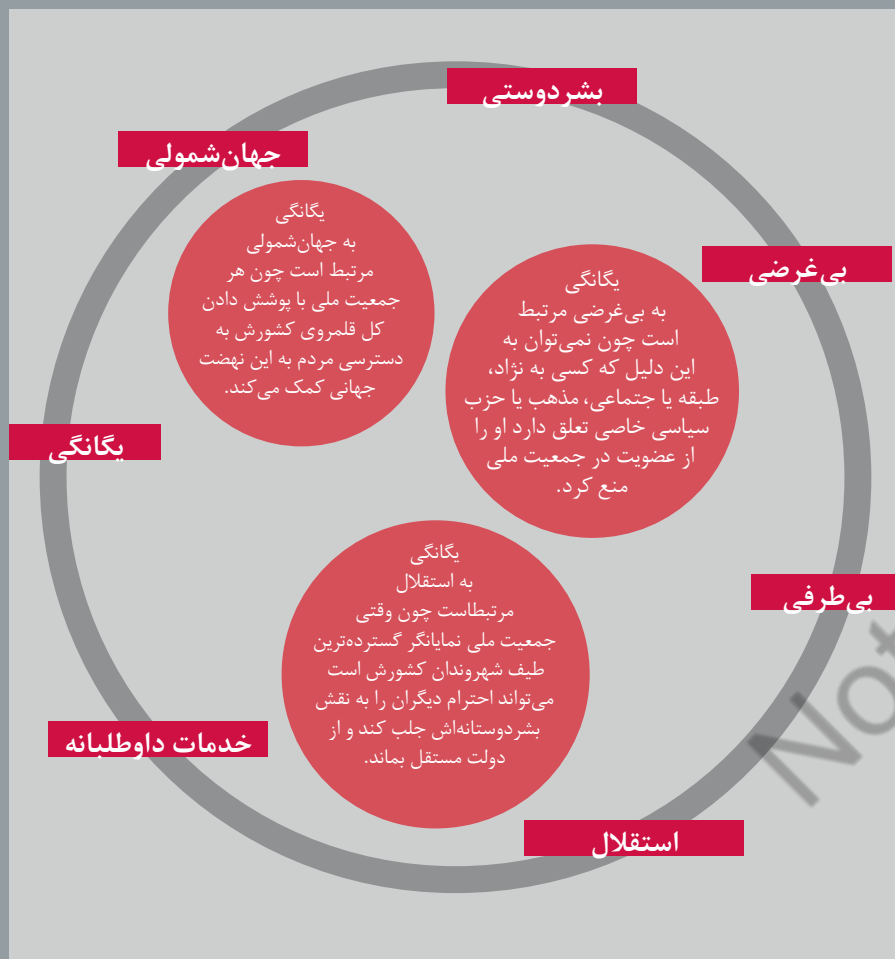 بشردوستی
جهان‌شمولی
یگانگی
به جهان‌شمولی
مرتبط است چون هر
جمعیت ملی با پوشش دادن
کل قلمروی کشورش به
دسترسی مردم به این نهضت
جهانی کمک می‌کند.
بی‌غرضی
یگانگی
به بی‌غرضی مرتبط
است چون نمی‌توان به
این دلیل که کسی به نژاد،
طبقه یا جتماعی، مذهب یا حزب
سیاسی خاصی تعلق دارد او را
از عضویت در جمعیت ملی
منع کرد.
یگانگی
بی‌طرفی
یگانگی
به استقلال
مرتبطاست چون وقتی
جمعیت ملی نمایانگر گسترده‌ترین
طیف شهروندان کشورش است
می‌تواند احترام دیگران را به نقش
بشردوستانه‌اش جلب کند و از
دولت مستقل بماند.
خدمات داوطلبانه
استقلال
Not